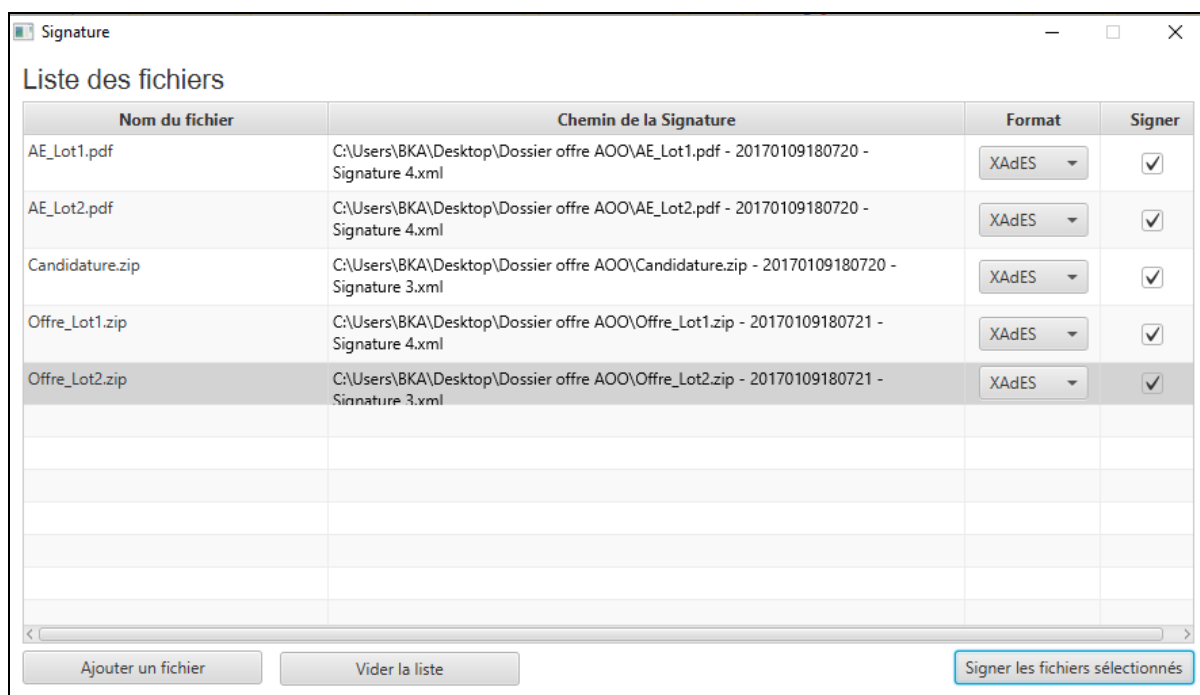 Signature
Liste des fichiers
Nom du fichier Chemin de la Signature Format Signer
AE_Lot1.pdf C:\Users\BKA\Desktop\Dossier offre AOO\AE_Lot1.pdf - 20170109180720 - XAdES
Signature 4.xml
AE_Lot2.pdf C:\Users\BKA\Desktop\Dossier offre AOO\AE_Lot2.pdf - 20170109180720 - XAdES
Signature 4.xml
Candidature.zip C:\Users\BKA\Desktop\Dossier offre AOO\Candidature.zip - 20170109180720 - XAdES
Signature 3.xml
Offre_Lot1.zip C:\Users\BKA\Desktop\Dossier offre AOO\Offre_Lot1.zip - 20170109180721 - XAdES
Signature 4.xml
Offre_Lot2.zip C:\Users\BKA\Desktop\Dossier offre AOO\Offre_Lot2.zip - 20170109180721 - XAdES
Signature 3.xml
Ajouter un fichier Vider la liste Signer les fichiers sélectionnés